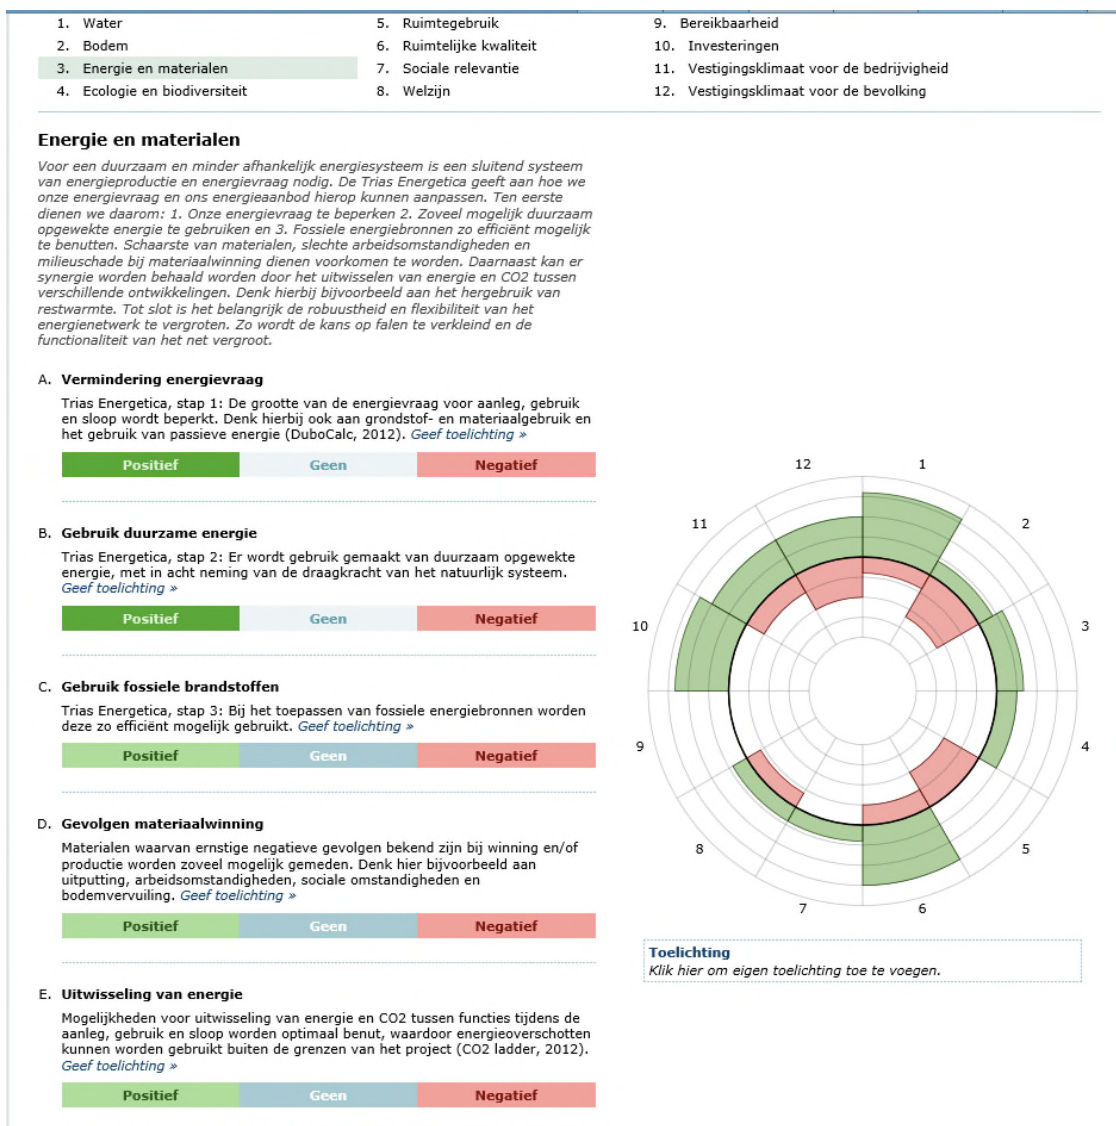 1. Water
2. Bodem
3. Energie en materialen
4. Ecologie en biodiversiteit
5. Ruimtegebruik
6. Ruimtelijke kwaliteit
7. Sociale relevantie
8. Welzijn
9. Bereikbaarheid
10. Investeringen
11. Vestigingsklimaat voor de bedrijvigheid
12. Vestigingsklimaat voor de bevolking
Energie en materialen
Voor een duurzaam en minder afhankelijk energiesysteem is een sluitend systeem
van energieproductie en energievraag nodig. De Trias Energetica geeft aan hoe we
onze energievraag en ons energieaanbod hierop kunnen aanpassen. Ten eerste
dienen we daarom: 1. Onze energievraag te beperken 2. Zoveel mogelijk duurzaam
opgewekte energie te gebruiken en 3. Fossiele energiebronnen zo efficiënt mogelijk
te benutten. Schaarste van materialen, slechte arbeidsomstandigheden en
milieuschade bij materiaalwinning dienen voorkomen te worden. Daarnaast kan er
synergie worden behaald worden door het uitwisselen van energie en CO2 tussen
verschillende ontwikkelingen. Denk hierbij bijvoorbeeld aan het hergebruik van
restwarmte. Tot slot is het belangrijk de robuustheid en flexibiliteit van het
energienetwerk te vergroten. Zo wordt de kans op falen te verkleind en de
functionaliteit van het net vergroot.
A. Vermindering energievraag
Trias Energetica, stap 1: De grootte van de energievraag voor aanleg, gebruik
en sloop wordt beperkt. Denk hierbij ook aan grondstof- en materiaalgebruik en
het gebruik van passieve energie (DuboCalc, 2012). Geef toelichting »
Positief Geen Negatief
B. Gebruik duurzame energie
Trias Energetica, stap 2: Er wordt gebruik gemaakt van duurzaam opgewekte
energie, met in acht neming van de draagkracht van het natuurlijk systeem.
Geef toelichting »
Positief Geen Negatief
C. Gebruik fossiele brandstoffen
Trias Energetica, stap 3: Bij het toepassen van fossiele energiebronnen worden
deze zo efficiënt mogelijk gebruikt. Geef toelichting »
Positief Geen Negatief
D. Gevolgen materiaalwinning
Materialen waarvan ernstige negatieve gevolgen bekend zijn bij winning en/of
productie worden zoveel mogelijk gemeden. Denk hier bijvoorbeeld aan
uitputting, arbeidsomstandigheden, sociale omstandigheden en
bodemvervuiling. Geef toelichting »
Positief Geen Negatief
E. Uitwisseling van energie
Mogelijkheden voor uitwisseling van energie en CO2 tussen functies tijdens de
aanleg, gebruik en sloop worden optimaal benut, waardoor energieoverschotten
kunnen worden gebruikt buiten de grenzen van het project (CO2 ladder, 2012).
Geef toelichting »
Positief Geen Negatief
12 1
11 2
10 3
9 4
8 5
7 6
Toelichting
Klik hier om eigen toelichting toe te voegen.